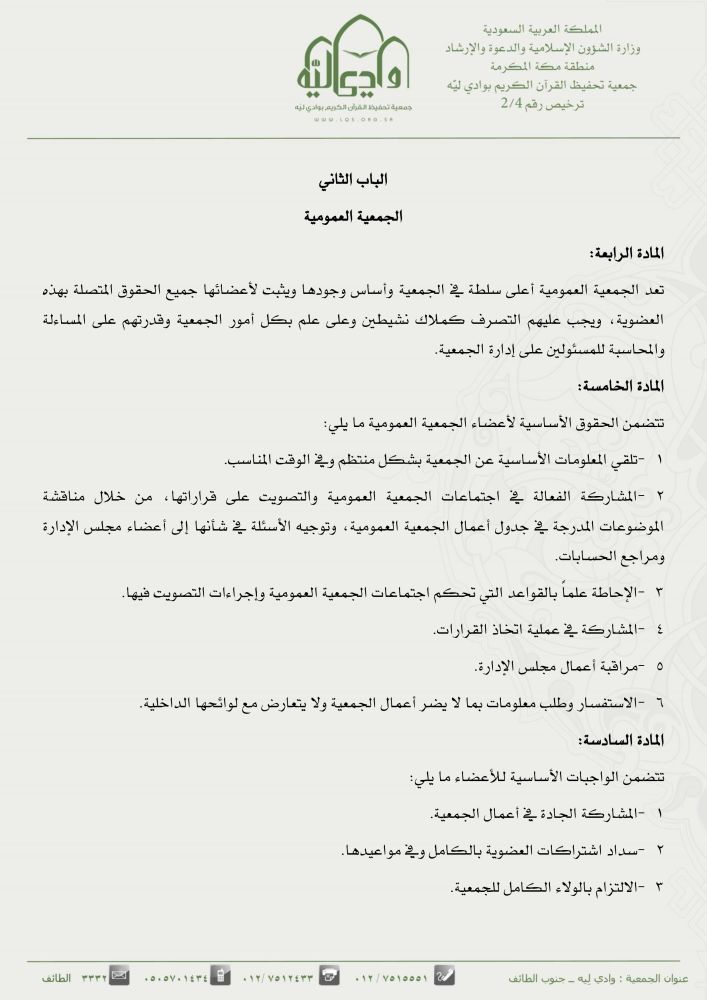 المملكة العربية السعودية
وزارة الشؤون الإسلامية والدعوة والإرشاد
منطقة مكة المكرمة
جمعية تحفيظ القرآن الكريم بوادي ليّه
ترخيص رقم 2/4
وادي ليّه
جمعية تحفيظ القرآن الكريم بوادي ليّه
WWW.LQS.ORG.SA
الباب الثاني
الجمعية العمومية
المادة الرابعة:
تعد الجمعية العمومية أعلى سلطة في الجمعية وأساس وجودها ويثبت لأعضائها جميع الحقوق المتصلة بهذه
العضوية، ويجب عليهم التصرف كملاك نشيطين وعلى علم بكل أمور الجمعية وقدرتهم على المساءلة
والمحاسبة للمسئولين على إدارة الجمعية.
المادة الخامسة:
تتضمن الحقوق الأساسية لأعضاء الجمعية العمومية ما يلي:
١ -تلقي المعلومات الأساسية عن الجمعية بشكل منتظم وفي الوقت المناسب.
٢ -المشاركة الفعالة في اجتماعات الجمعية العمومية والتصويت على قراراتها، من خلال مناقشة
الموضوعات المدرجة في جدول أعمال الجمعية العمومية، وتوجيه الأسئلة في شأنها إلى أعضاء مجلس الإدارة
ومراجع الحسابات.
٣ -الإحاطة علماً بالقواعد التي تحكم اجتماعات الجمعية العمومية وإجراءات التصويت فيها.
٤ -المشاركة في عملية اتخاذ القرارات.
٥ -مراقبة أعمال مجلس الإدارة.
٦ -الاستفسار وطلب معلومات بما لا يضر أعمال الجمعية ولا يتعارض مع لوائحها الداخلية.
المادة السادسة:
تتضمن الواجبات الأساسية للأعضاء ما يلي:
١ -المشاركة الجادة في أعمال الجمعية.
٢ -سداد اشتراكات العضوية بالكامل وفي مواعيدها.
٣ -الالتزام بالولاء الكامل للجمعية.
عنوان الجمعية : وادي ليه – جنوب الطائف ٠١٢ / ٧٥١٥٥٥١ ٠١٢/ ٧٥١٢٤٣٣ ٠٥٠٥٧٠١٤٣٤ ٣٣٣٢ الطائف